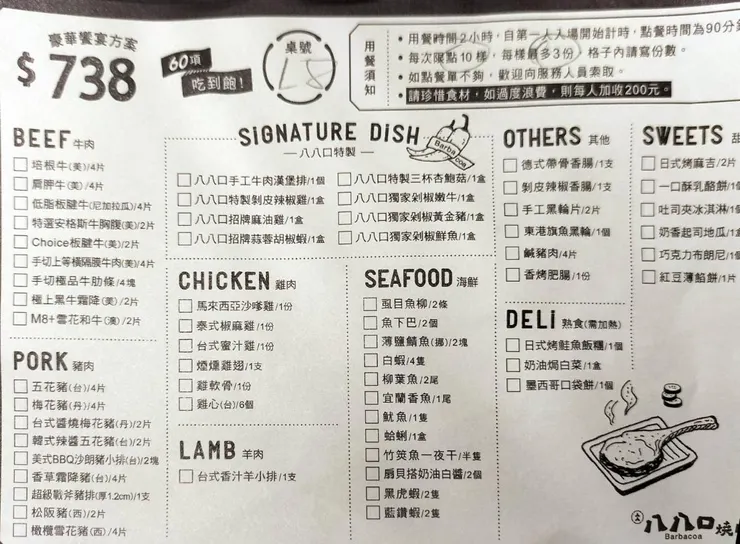 豪華饗宴方案
$738
60項
吃到飽!
桌號
L8
用餐須知
・用餐時間2小時,自第一人入場開始計時,點餐時間為90分鐘
・每次限點10樣,每樣最多3份,格子內請寫份數。
・如點餐單不夠,歡迎向服務人員索取。
・請珍惜食材,如過度浪費,則每人加收200元。
BEEF 牛肉
培根牛(美)/4片
肩胛牛(美)/4片
低脂板腱牛(尼加拉瓜)/4片
特選安格斯牛胸腹(美)/2片
Choice板腱牛(美)/2片
手切上等橫隔膜牛肉(美)/4片
手切極品牛肋條/4塊
極上黑牛霜降(美)/2片
M8+雪花和牛(澳)/2片
PORK 豬肉
五花豬(台)/4片
梅花豬(丹)/4片
台式醬燒梅花豬(丹)/2片
韓式辣醬五花豬(台)/2片
美式BBQ沙朗豬小排(台)/2塊
香草霜降豬(台)/4片
超級戰斧豬排(厚1.2cm)/1支
松阪豬(西)/2片
橄欖雪花豬(西)/4片
SIGNATURE DISH
八八口特製
Barbacoa
八八口手工牛肉漢堡排/1個
八八口特製剝皮辣椒雞/1盒
八八口招牌麻油雞/1盒
八八口招牌蒜蓉胡椒蝦/1盒
八八口特製三杯杏鮑菇/1盒
八八口獨家剁椒嫩牛/1盒
八八口獨家剁椒黃金豬/1盒
八八口獨家剁椒鮮魚/1盒
CHICKEN 雞肉
馬來西亞沙嗲雞/1份
泰式椒麻雞/1份
台式蜜汁雞/1份
煙燻雞翅/1支
雞軟骨/1份
雞心(台)/6個
LAMB 羊肉
台式香汁羊小排/1支
SEAFOOD 海鮮
虱目魚柳/2條
魚下巴/2個
薄鹽鯖魚(挪)/2塊
白蝦/4隻
柳葉魚/2尾
宜蘭香魚/1尾
魷魚/1隻
蛤蜊/1盒
竹筴魚一夜干/半隻
扇貝搭奶油白醬/2個
黑虎蝦/2隻
藍鑽蝦/2隻
OTHERS 其他
德式帶骨香腸/1支
剝皮辣椒香腸/1支
手工黑輪片/2片
東港旗魚黑輪/1個
鹹豬肉/4片
香烤肥腸/1份
DELI 熟食(需加熱)
日式烤鮭魚飯糰/1個
奶油焗白菜/1盒
墨西哥口袋餅/1個
SWEETS 甜
日式烤麻吉/2片
一口酥乳酪餅/1個
吐司夾冰淇淋/1個
奶香起司地瓜/1
巧克力布朗尼/1個
紅豆薄餡餅/1片
八八口燒
Barbacoa